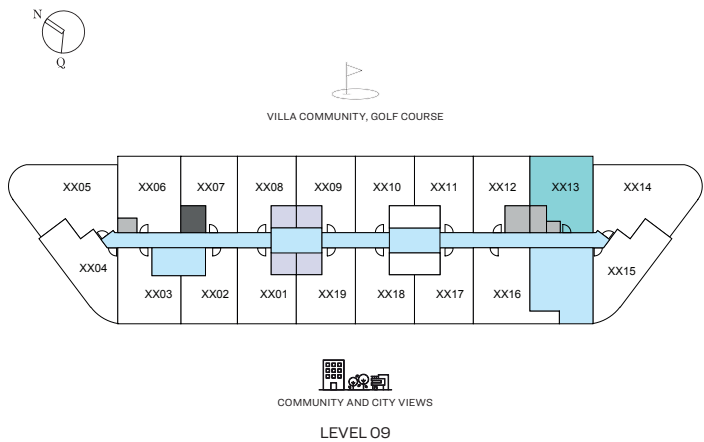 N
Q
VILLA COMMUNITY, GOLF COURSE
XX05 XX06 XX07 XX08 XX09 XX10 XX11 XX12 XX13 XX14
XX04 XX03 XX02 XX01 XX19 XX18 XX17 XX16 XX15
COMMUNITY AND CITY VIEWS
LEVEL 09